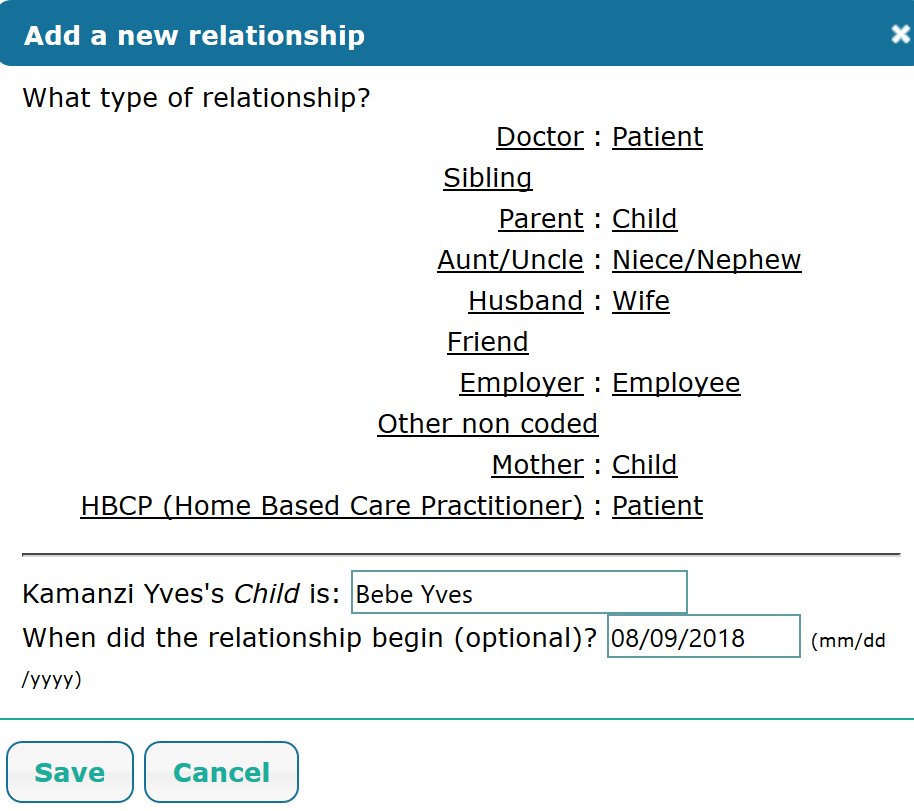 Add a new relationship
What type of relationship?
Doctor : Patient
Sibling
Parent : Child
Aunt/Uncle : Niece/Nephew
Husband : Wife
Friend
Employer : Employee
Other non coded
Mother : Child
HBCP (Home Based Care Practitioner) : Patient
Kamanzi Yves's Child is: Bebe Yves
When did the relationship begin (optional)? 08/09/2018 (mm/dd
/yyyy)
Save Cancel